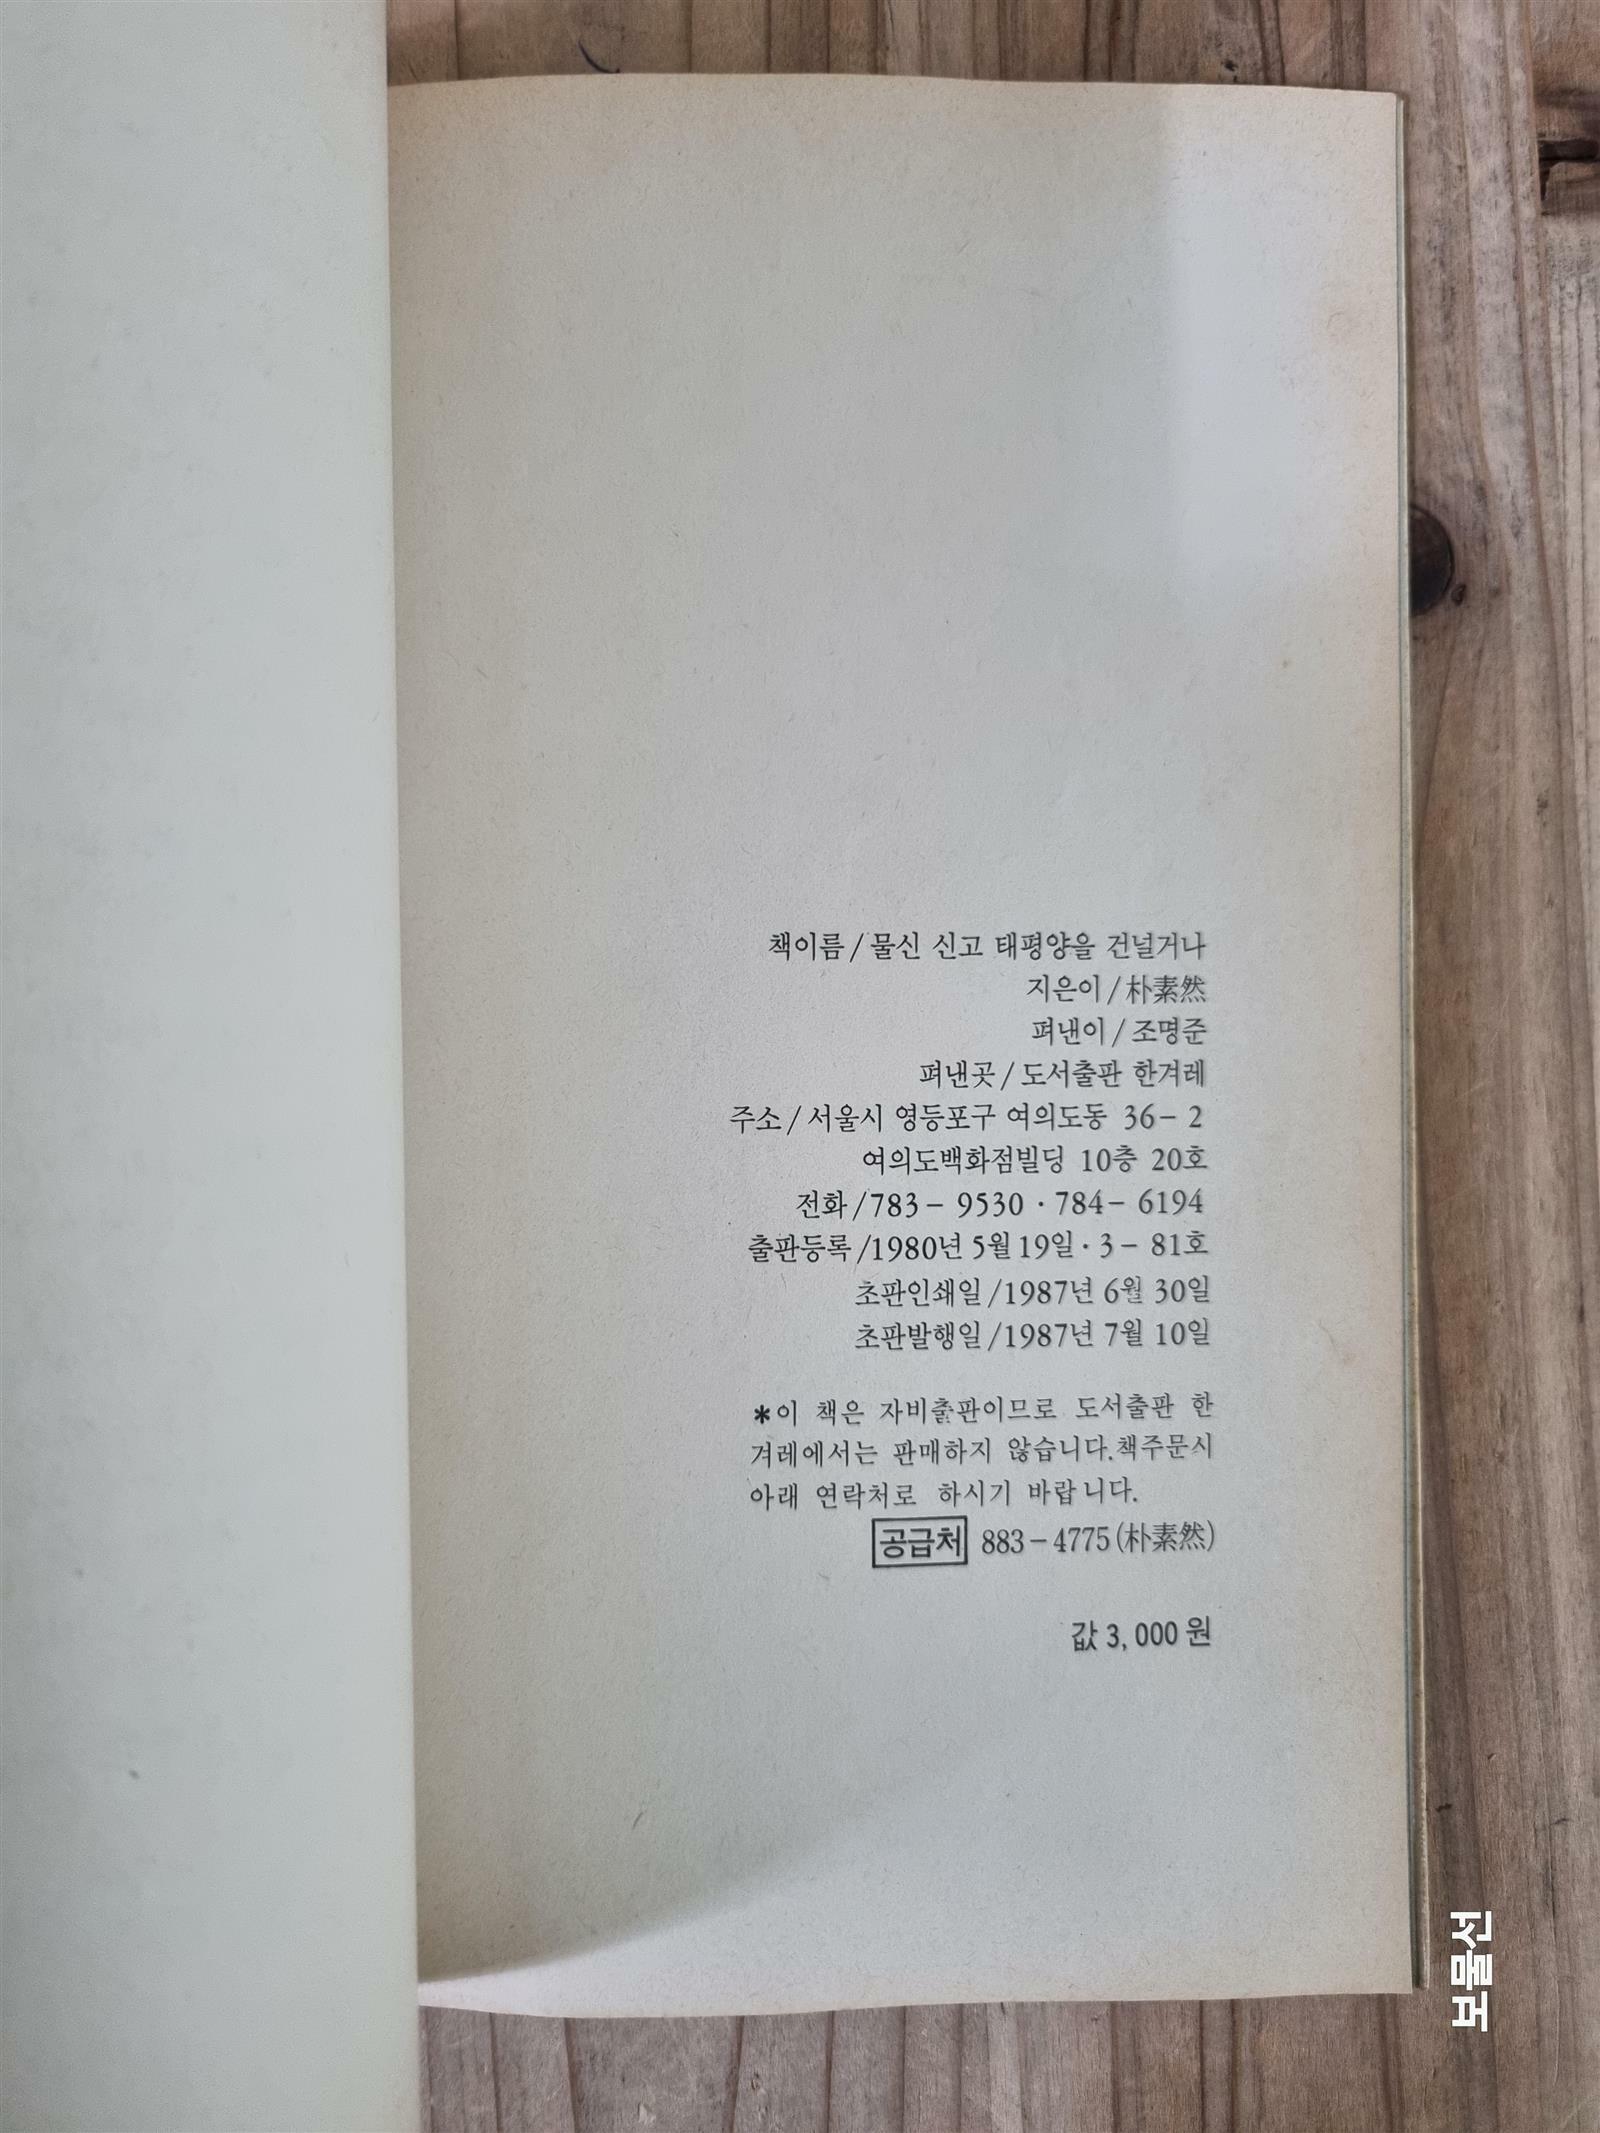 책이름/물신 신고 태평양을 건널거나
지은이/朴素然
펴낸이/조명준
펴낸곳/도서출판 한겨레
주소/서울시 영등포구 여의도동 36-2
여의도백화점빌딩 10층 20호
전화/783-9530·784-6194
출판등록/1980년 5월 19일·3-81호
초판인쇄일/1987년 6월 30일
초판발행일/1987년 7월 10일
*이 책은 자비출판이므로 도서출판 한
겨레에서는 판매하지 않습니다.책주문시
아래 연락처로 하시기 바랍니다.
공급처 883-4775(朴素然)
값 3,000원
보물선